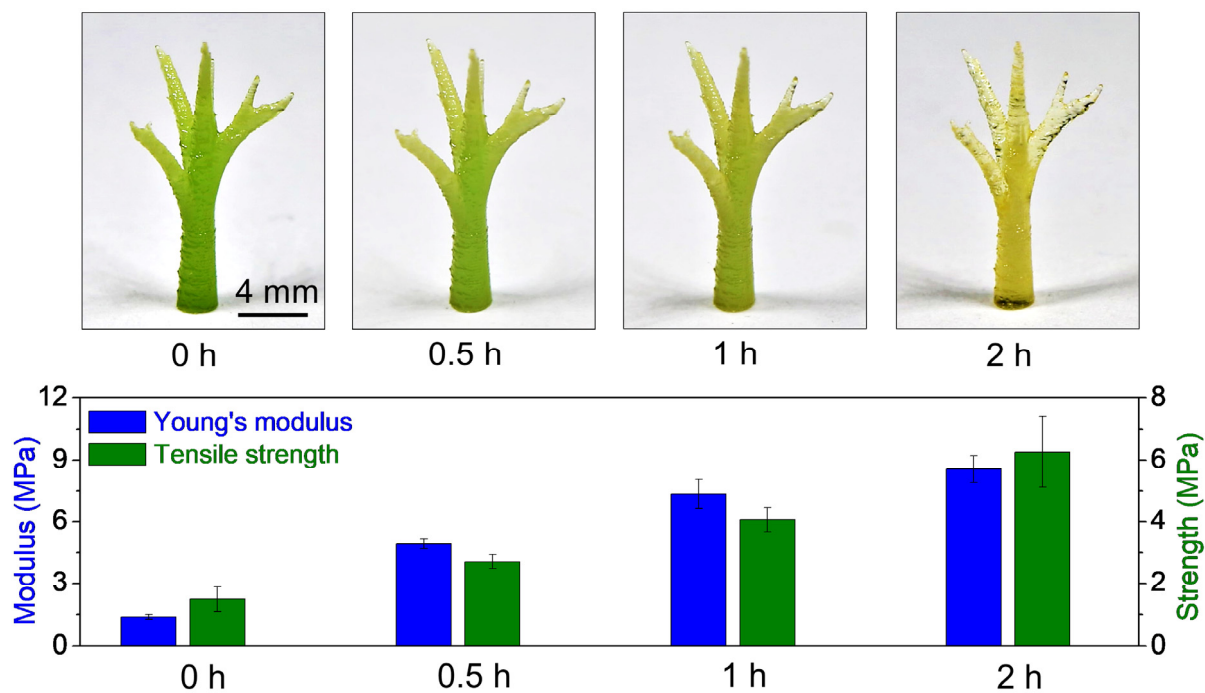 4 mm
0 h
0.5 h
1 h
2 h
12
9
6
3
0
Modulus (MPa)
Young's modulus
Tensile strength
8
6
4
2
0
Strength (MPa)
0 h
0.5 h
1 h
2 h